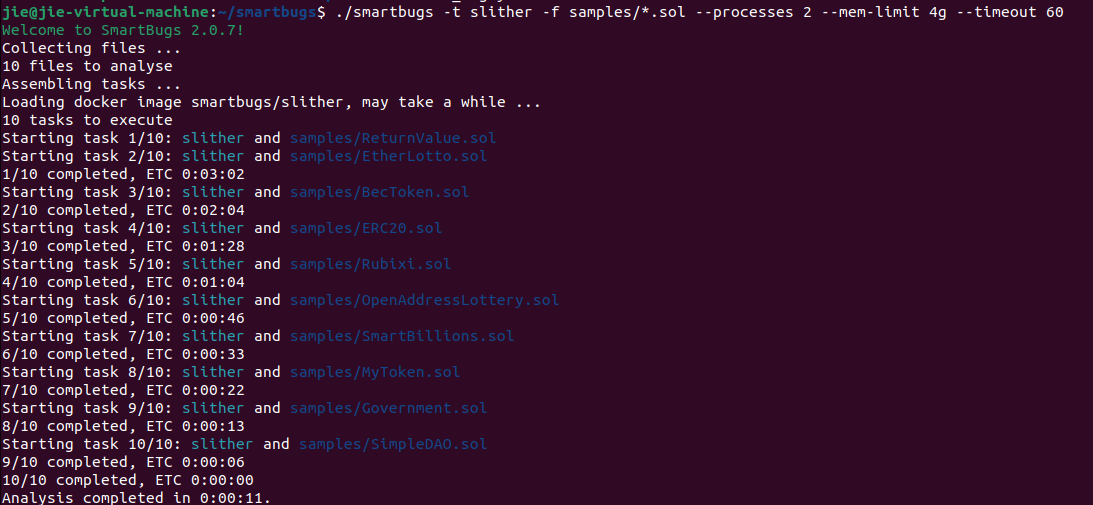 jie@jie-virtual-machine:~/smartbugs$ ./smartbugs -t slither -f samples/*.sol --processes 2 --mem-limit 4g --timeout 60
Welcome to SmartBugs 2.0.7!
Collecting files ...
10 files to analyse
Assembling tasks ...
Loading docker image smartbugs/slither, may take a while ...
10 tasks to execute
Starting task 1/10: slither and samples/ReturnValue.sol
Starting task 2/10: slither and samples/EtherLotto.sol
1/10 completed, ETC 0:03:02
Starting task 3/10: slither and samples/BecToken.sol
2/10 completed, ETC 0:02:04
Starting task 4/10: slither and samples/ERC20.sol
3/10 completed, ETC 0:01:28
Starting task 5/10: slither and samples/Rubixi.sol
4/10 completed, ETC 0:01:04
Starting task 6/10: slither and samples/OpenAddressLottery.sol
5/10 completed, ETC 0:00:46
Starting task 7/10: slither and samples/SmartBillions.sol
6/10 completed, ETC 0:00:33
Starting task 8/10: slither and samples/MyToken.sol
7/10 completed, ETC 0:00:22
Starting task 9/10: slither and samples/Government.sol
8/10 completed, ETC 0:00:13
Starting task 10/10: slither and samples/SimpleDAO.sol
9/10 completed, ETC 0:00:06
10/10 completed, ETC 0:00:00
Analysis completed in 0:00:11.